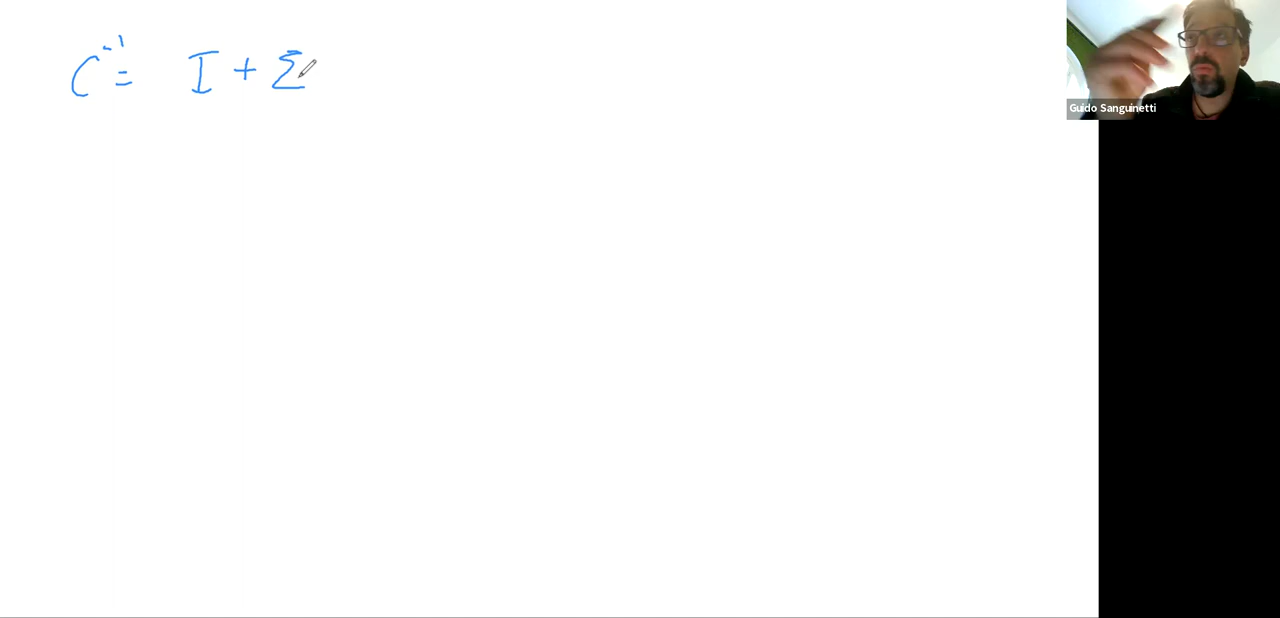 C⁻¹ = I + Σ
Guido Sanguinetti